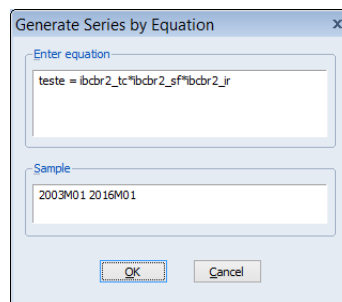 Generate Series by Equation x
Enter equation
teste = ibcbr2_tc*ibcbr2_sf*ibcbr2_ir
Sample
2003M01 2016M01
OK Cancel